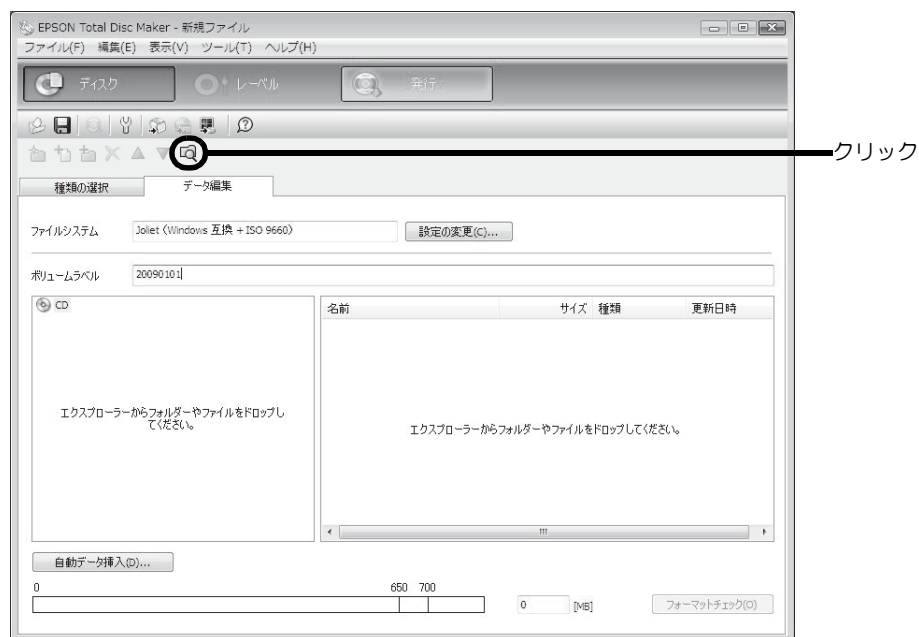 EPSON Total Disc Maker - 新規ファイル
ファイル(F) 編集(E) 表示(V) ツール(T) ヘルプ(H)
ディスク レーベル 発行
クリック
種類の選択 データ編集
ファイルシステム Joliet (Windows 互換 + ISO 9660) 設定の変更(C)...
ボリュームラベル 20090101
CD
名前 サイズ 種類 更新日時
エクスプローラーからフォルダーやファイルをドロップし
てください。
エクスプローラーからフォルダーやファイルをドロップしてください。
自動データ挿入(D)...
0 650 700
0 [MB] フォーマットチェック(O)